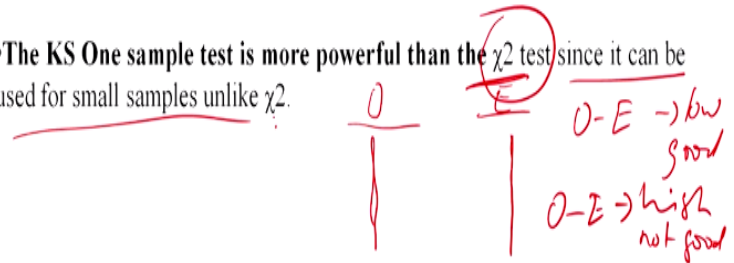 The KS One sample test is more powerful than the χ2 test since it can be
used for small samples unlike χ2.
O E
O-E → low
good
O-E → high
not good